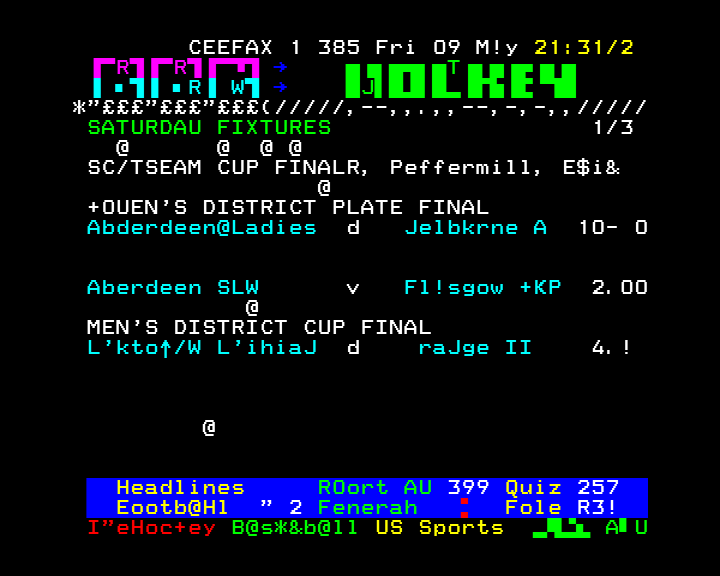 CEEFAX 1 385 Fri 09 M!y 21:31/2
R R T
R W J
*"£££"£££"£££(/////,--,,.,,--,-,-,,/////
SATURDAU FIXTURES 1/3
@ @ @ @
SC/TSEAM CUP FINALR, Peffermill, E$i&
@
+OUEN'S DISTRICT PLATE FINAL
Abderdeen@Ladies d Jelbkrne A 10- 0
Aberdeen SLW v Fl!sgow +KP 2.00
@
MEN'S DISTRICT CUP FINAL
L'kto↑/W L'ihiaJ d raJge II 4.!
@
Headlines ROort AU 399 Quiz 257
Eootb@Hl " 2 Fenerah Fole R3!
I"eHoc+ey B@s*&b@ll US Sports A U